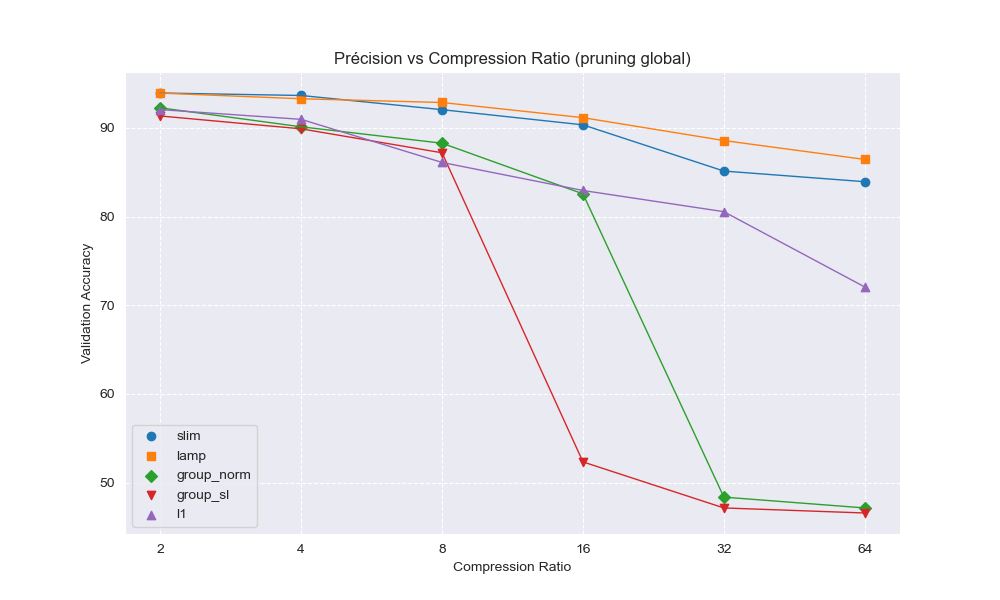 Précision vs Compression Ratio (pruning global)
Validation Accuracy
90
80
70
60
50
slim
lamp
group_norm
group_sl
l1
2 4 8 16 32 64
Compression Ratio